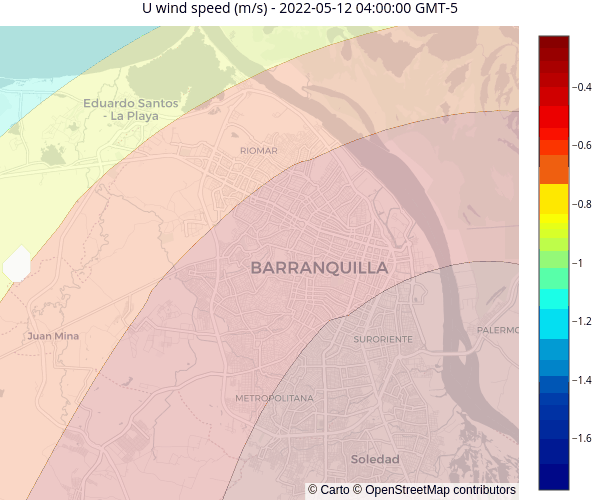 U wind speed (m/s) - 2022-05-12 04:00:00 GMT-5
Eduardo Santos
- La Playa
RIOMAR
BARRANQUILLA
Juan Mina
SURORIENTE
PALERMO
METROPOLITANA
Soledad
© Carto © OpenStreetMap contributors
−0.4
−0.6
−0.8
−1
−1.2
−1.4
−1.6